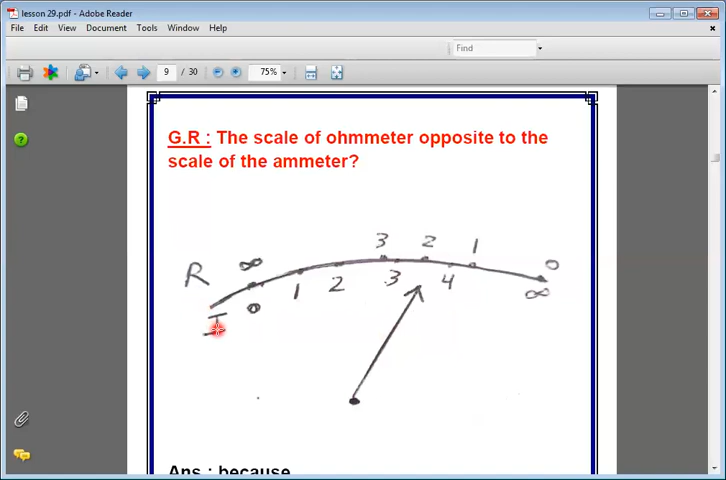 lesson 29.pdf - Adobe Reader
File Edit View Document Tools Window Help
9 / 30 75% Find
G.R : The scale of ohmmeter opposite to the
scale of the ammeter?
3 2 1
R ∞ 0
1 2 3 4 ∞
I 0
Ans : because